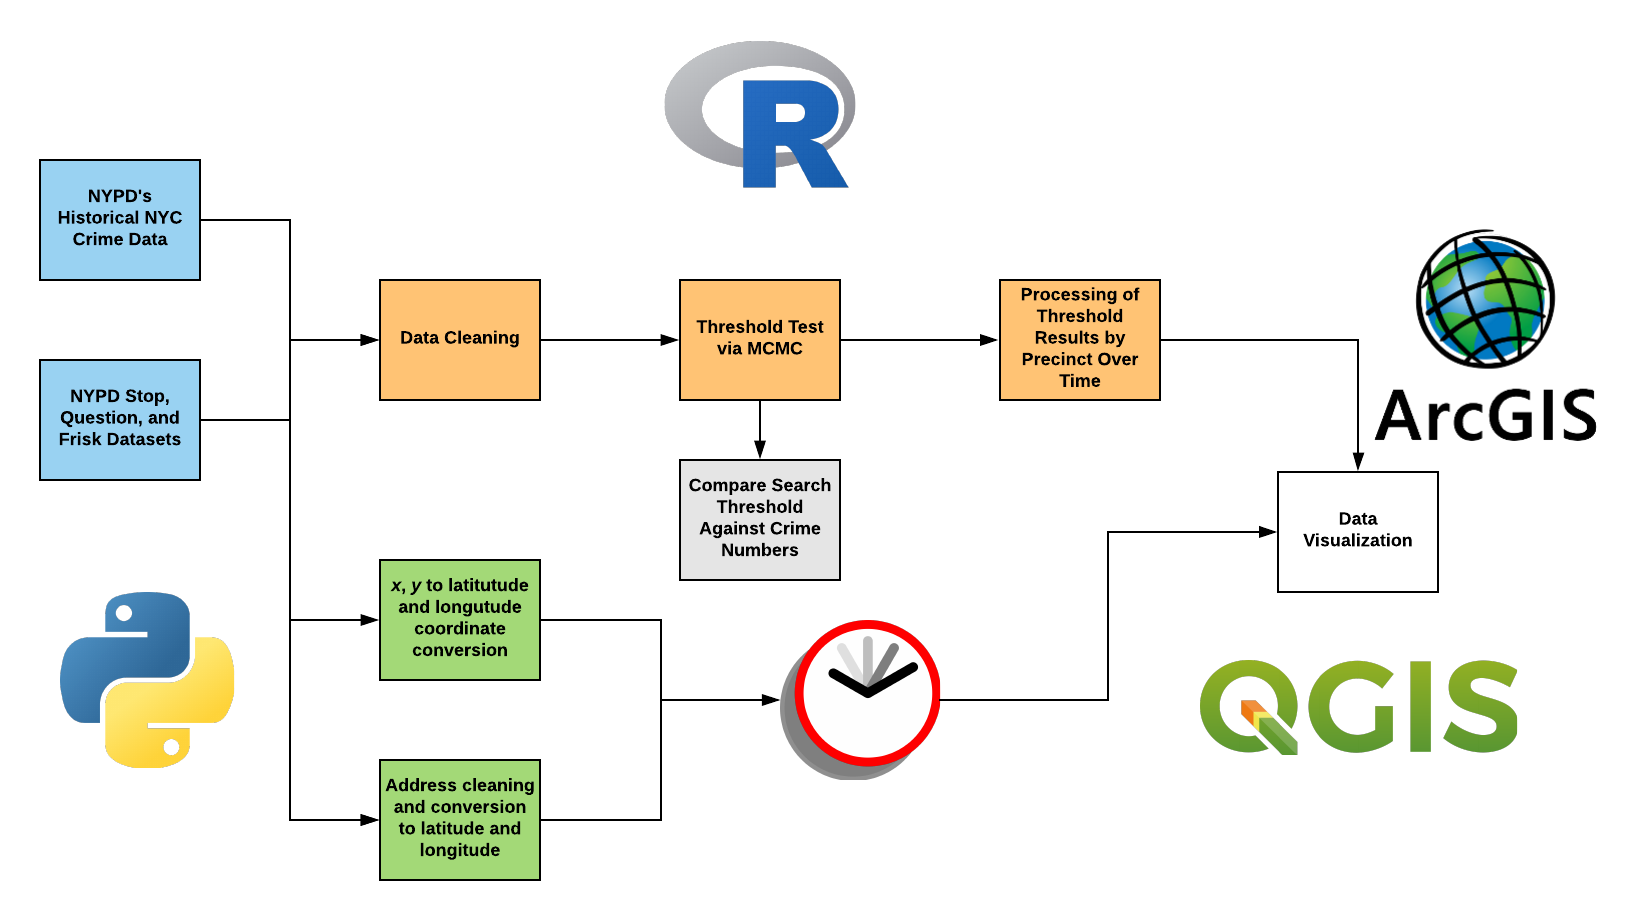 R
NYPD's
Historical NYC
Crime Data
NYPD Stop,
Question, and
Frisk Datasets
Data Cleaning
Threshold Test
via MCMC
Processing of
Threshold
Results by
Precinct Over
Time
ArcGIS
Compare Search
Threshold
Against Crime
Numbers
Data
Visualization
x, y to latitutude
and longutude
coordinate
conversion
QGIS
Address cleaning
and conversion
to latitude and
longitude